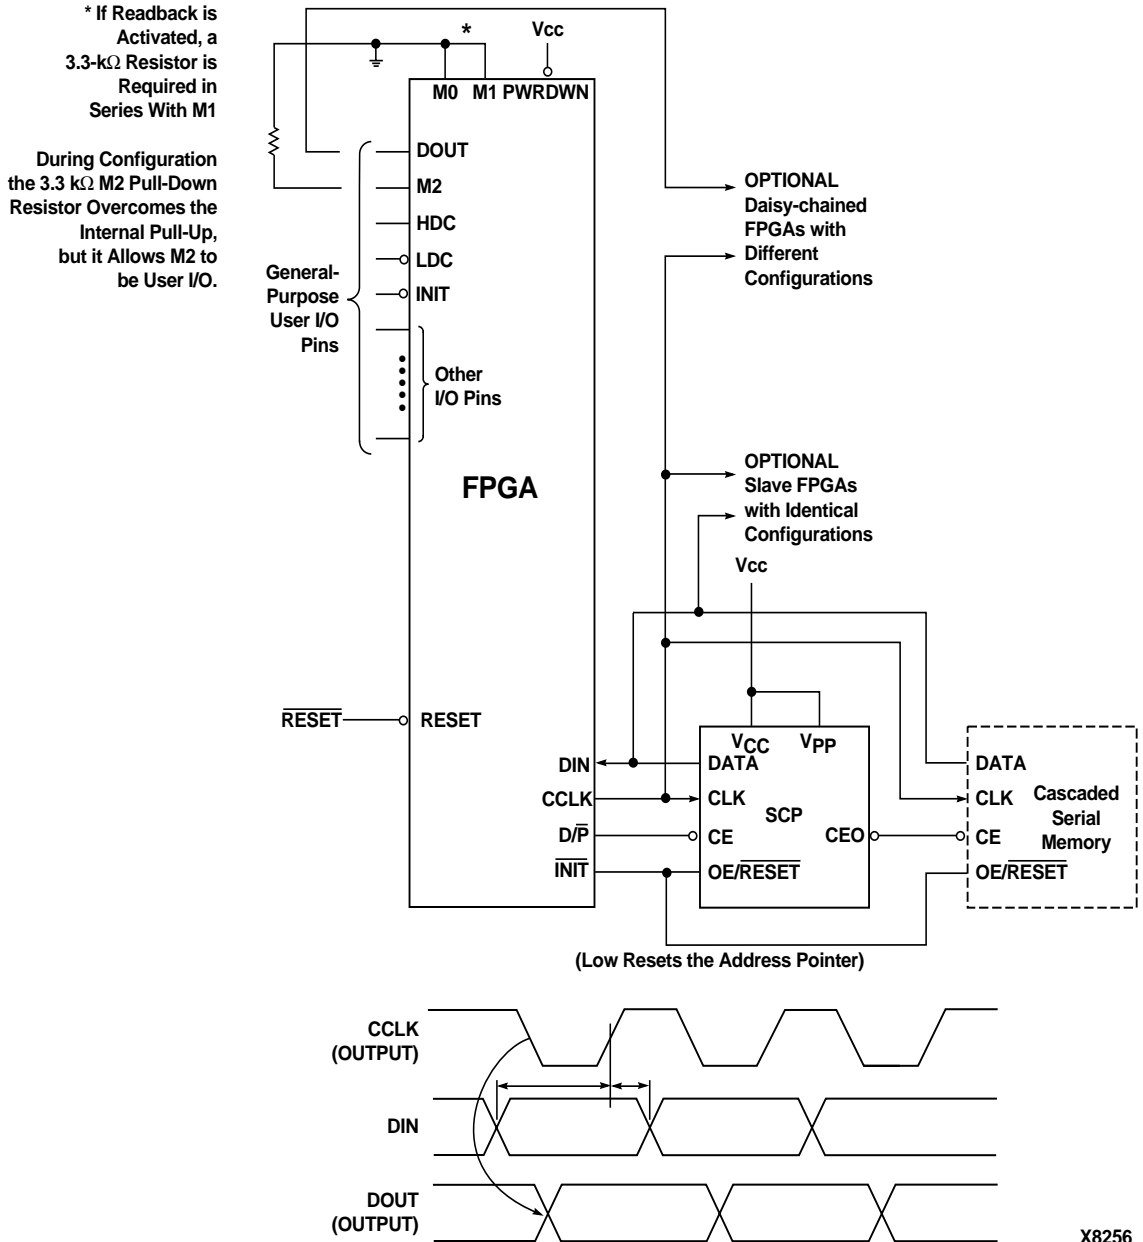 * If Readback is
Activated, a
3.3-kΩ Resistor is
Required in
Series With M1
During Configuration
the 3.3 kΩ M2 Pull-Down
Resistor Overcomes the
Internal Pull-Up,
but it Allows M2 to
be User I/O.
*
Vcc
M0 M1 PWRDWN
DOUT
M2
HDC
LDC
INIT
General-
Purpose
User I/O
Pins
Other
I/O Pins
FPGA
OPTIONAL
Daisy-chained
FPGAs with
Different
Configurations
OPTIONAL
Slave FPGAs
with Identical
Configurations
Vcc
RESET
RESET
DIN
CCLK
D/P
INIT
VCC VPP
DATA
CLK
SCP
CE
CEO
OE/RESET
DATA
CLK
Cascaded
Serial
Memory
CE
OE/RESET
(Low Resets the Address Pointer)
CCLK
(OUTPUT)
DIN
DOUT
(OUTPUT)
X8256